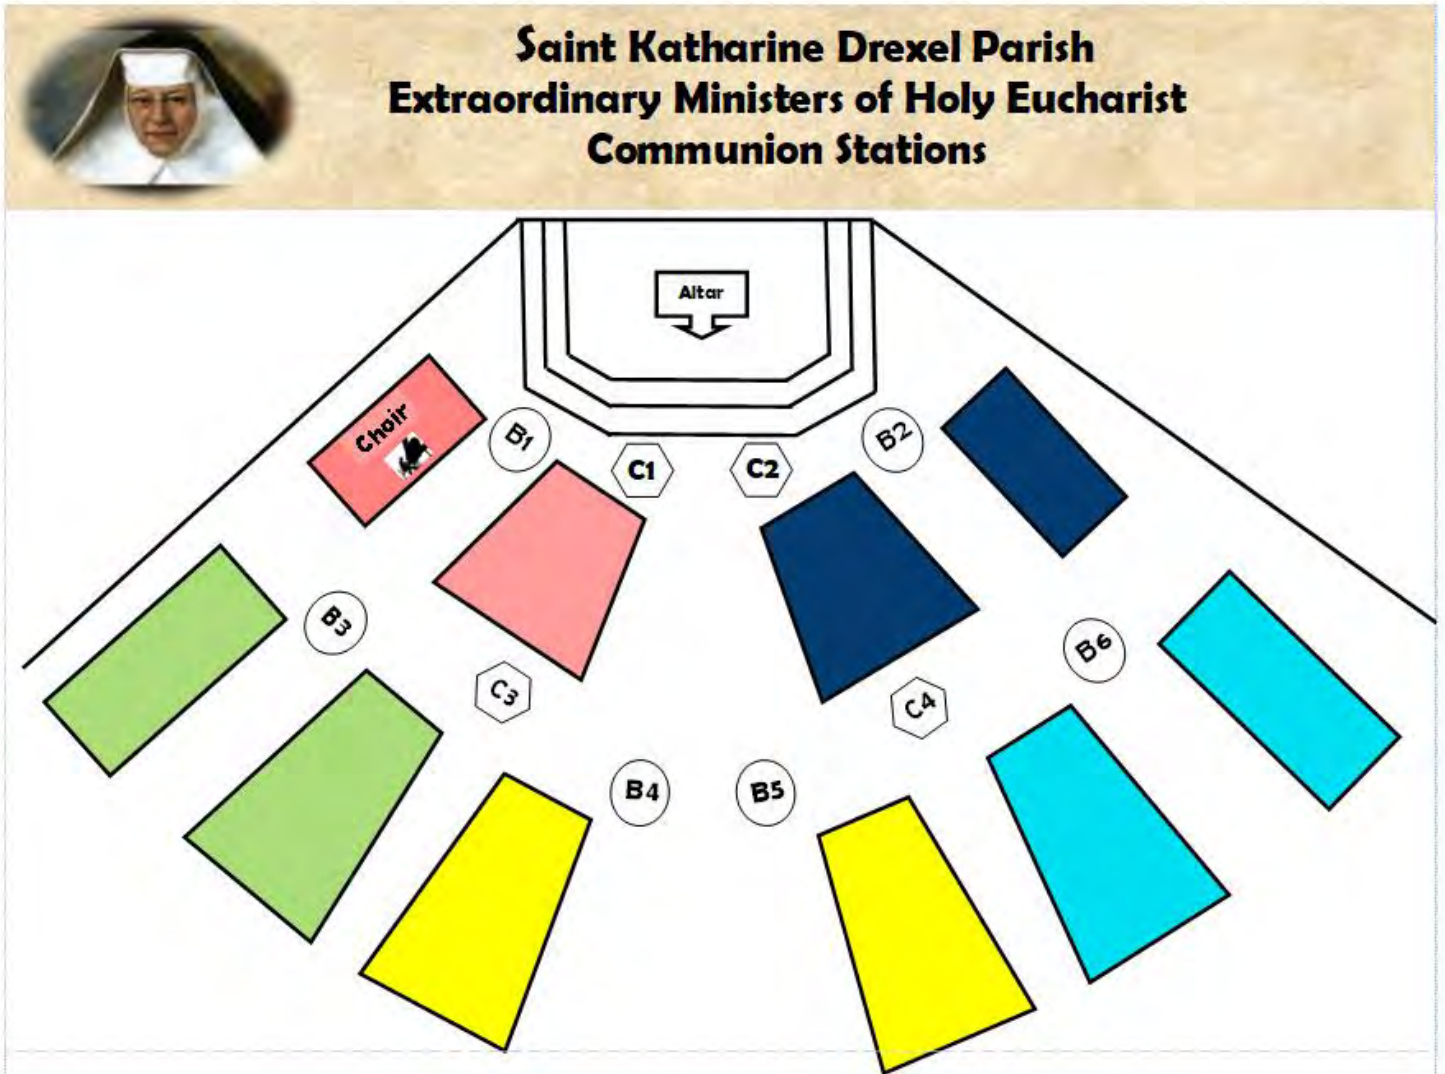 Saint Katharine Drexel Parish
Extraordinary Ministers of Holy Eucharist
Communion Stations
Altar
Choir
B1
C1
C2
B2
B3
B6
C3
C4
B4
B5